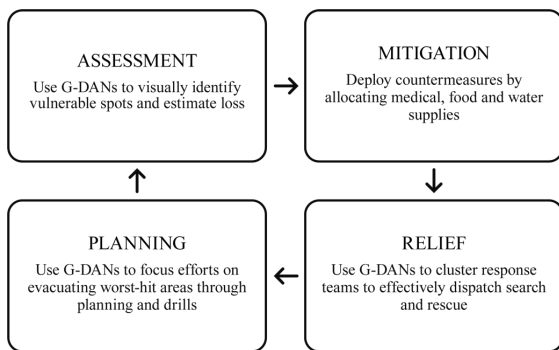 ASSESSMENT
Use G-DANs to visually identify
vulnerable spots and estimate loss
MITIGATION
Deploy countermeasures by
allocating medical, food and water
supplies
PLANNING
Use G-DANs to focus efforts on
evacuating worst-hit areas through
planning and drills
RELIEF
Use G-DANs to cluster response
teams to effectively dispatch search
and rescue